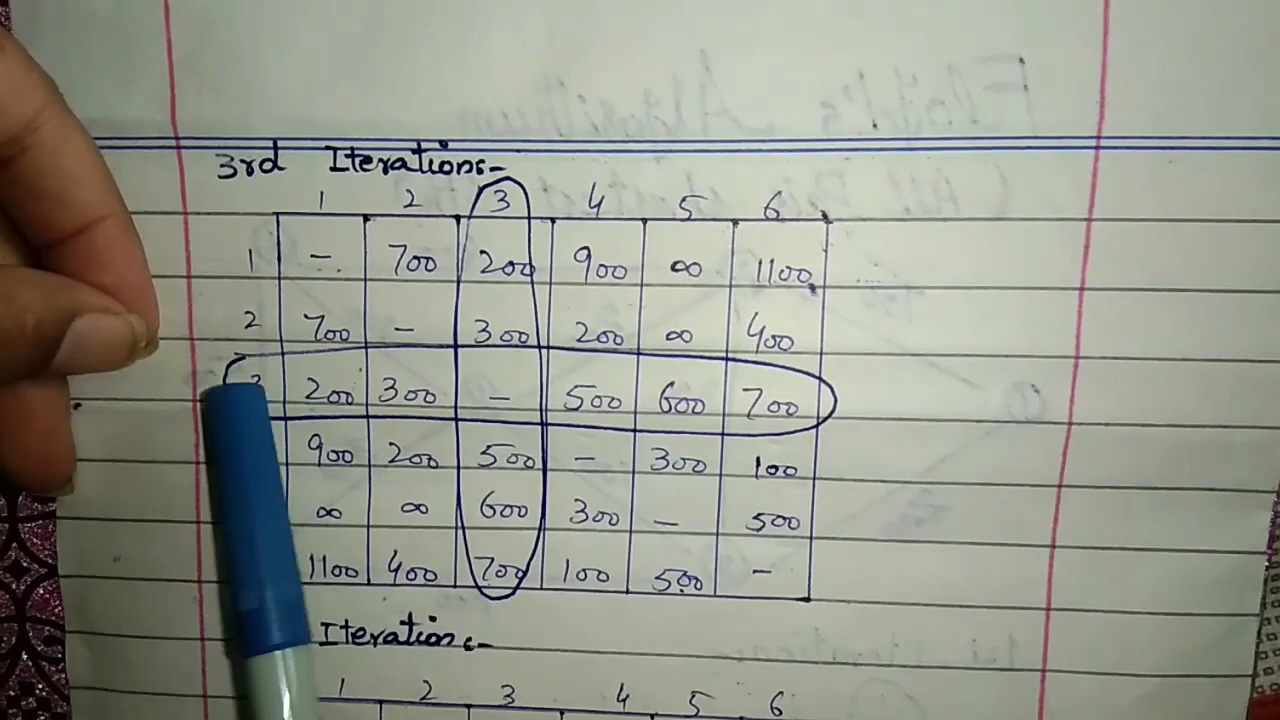 3rd Iterations:-
1 2 3 4 5 6
1 - 700 200 900 ∞ 1100
2 700 - 300 200 ∞ 400
200 300 - 500 600 700
900 200 500 - 300 100
∞ ∞ 600 300 - 500
1100 400 700 100 500 -
Iteration:-
1 2 3 4 5 6